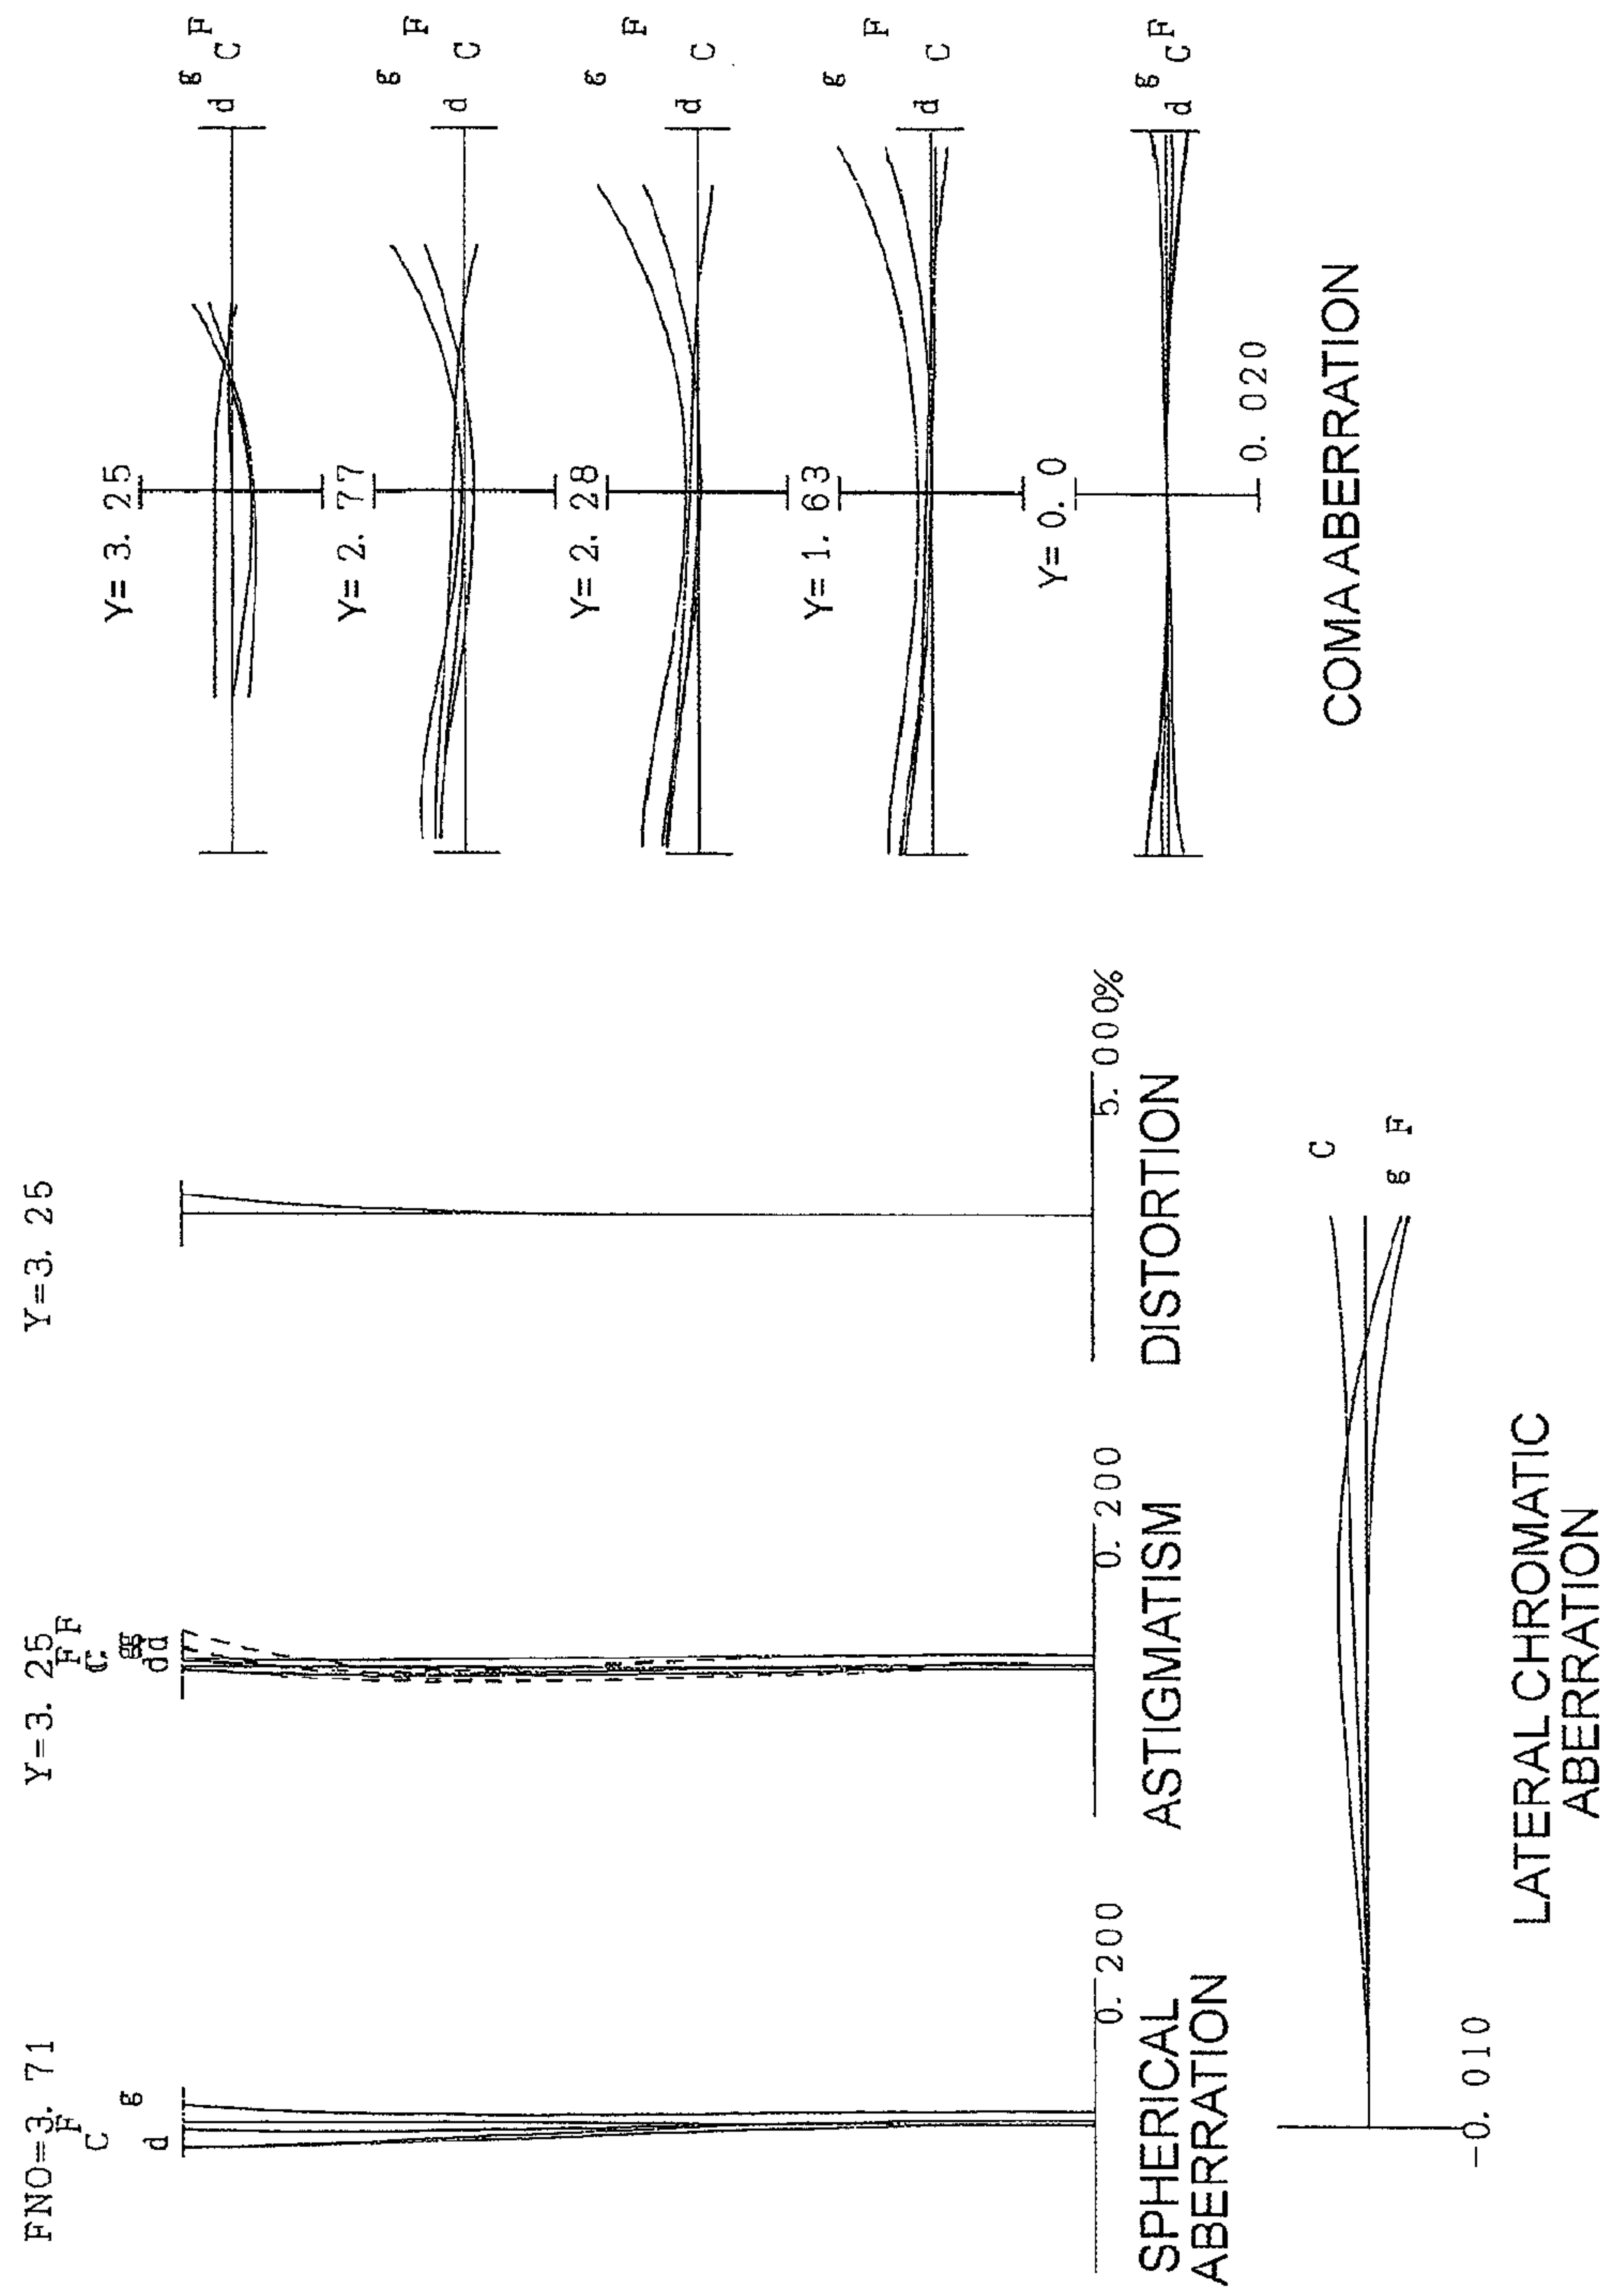 FNO=3. 71
F
C
g
d
0. 200
SPHERICAL
ABERRATION
Y=3. 25
F F
C
g g
d d
0. 200
ASTIGMATISM
Y=3. 25
5. 000%
DISTORTION
C
g F
-0. 010
LATERAL CHROMATIC
ABERRATION
Y= 3. 25
g F
d C
Y= 2. 77
g F
d C
Y= 2. 28
g F
d C
Y= 1. 63
g F
d C
Y= 0. 0
g F
d C
0. 020
COMA ABERRATION